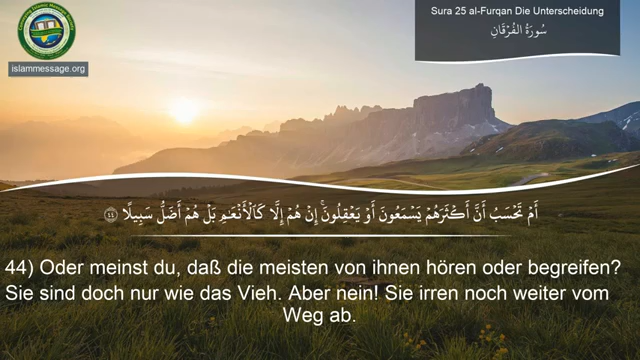 Sura 25 al-Furqan Die Unterscheidung
سُورَةُ الفُرْقَانِ
islammessage.org
أَمْ تَحْسَبُ أَنَّ أَكْثَرَهُمْ يَسْمَعُونَ أَوْ يَعْقِلُونَ ۚ إِنْ هُمْ إِلَّا كَالْأَنْعَٰمِ بَلْ هُمْ أَضَلُّ سَبِيلًا ٤٤
44) Oder meinst du, daß die meisten von ihnen hören oder begreifen?
Sie sind doch nur wie das Vieh. Aber nein! Sie irren noch weiter vom
Weg ab.